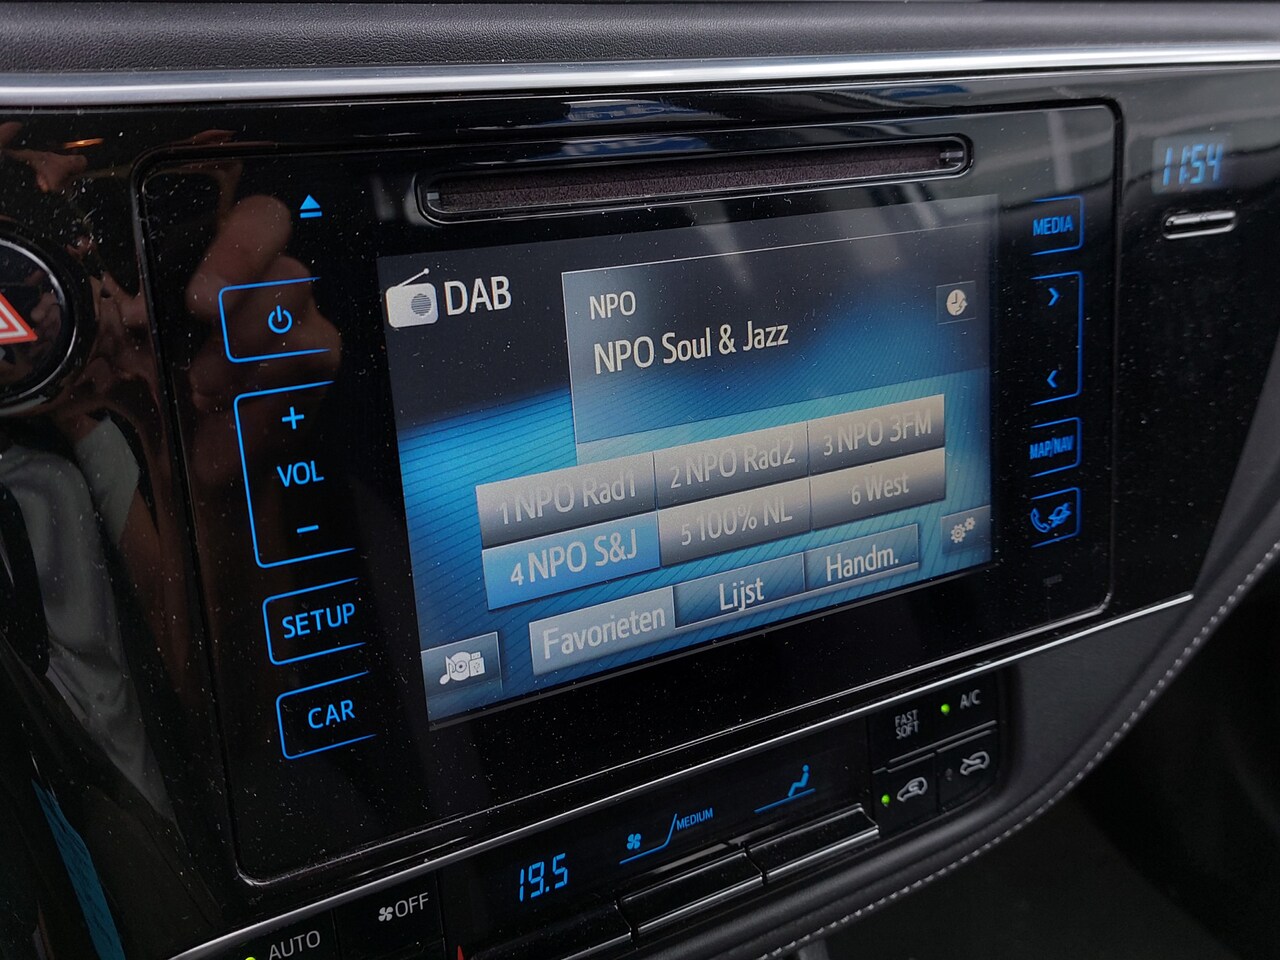 11:54
MEDIA
DAB
NPO
NPO Soul & Jazz
VOL
1 NPO Rad1
2 NPO Rad2
3 NPO 3FM
4 NPO S&J
5 100% NL
6 West
MAP/NAV
Favorieten
Lijst
Handm.
SETUP
CAR
FAST
SOFT
A/C
MEDIUM
19.5
OFF
AUTO